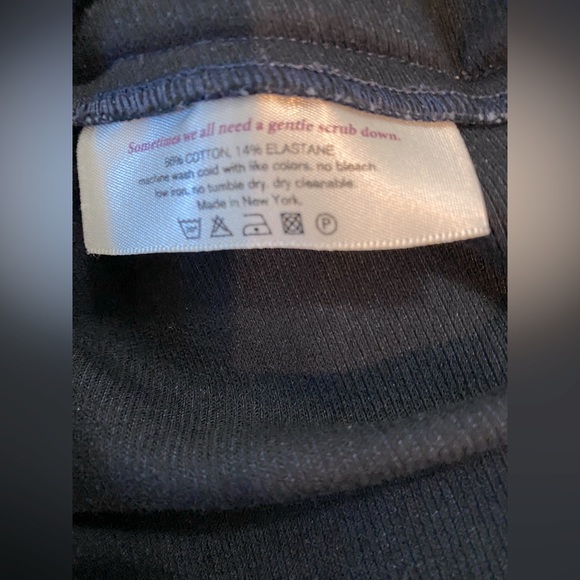 Sometimes we all need a gentle scrub down.
86% COTTON, 14% ELASTANE
machine wash cold with like colors, no bleach,
low iron, no tumble dry, dry cleanable.
Made in New York.
P